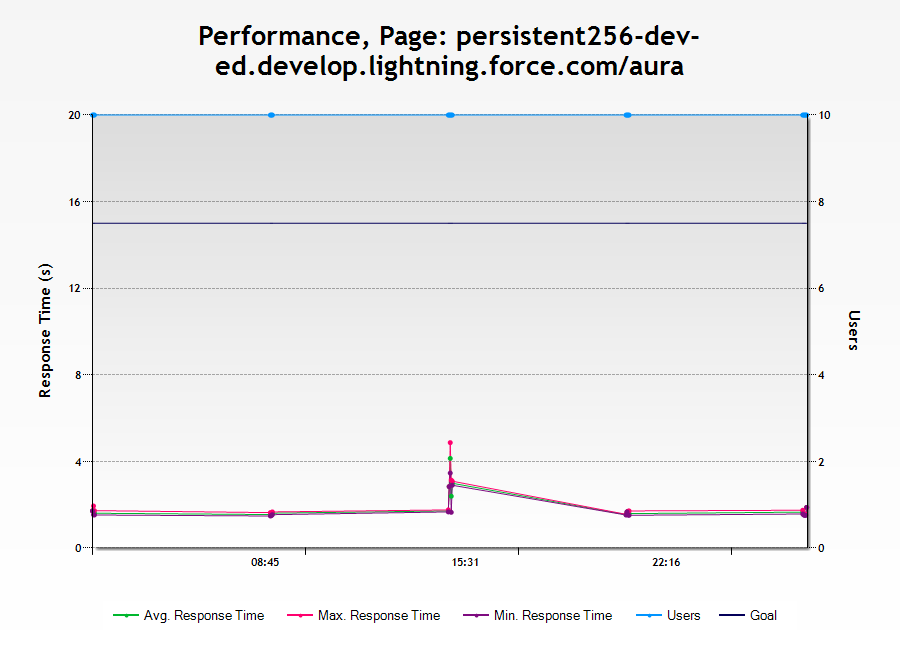 Performance, Page: persistent256-dev-
ed.develop.lightning.force.com/aura
20
16
12
8
4
0
Response Time (s)
10
8
6
4
2
0
Users
08:45
15:31
22:16
Avg. Response Time
Max. Response Time
Min. Response Time
Users
Goal